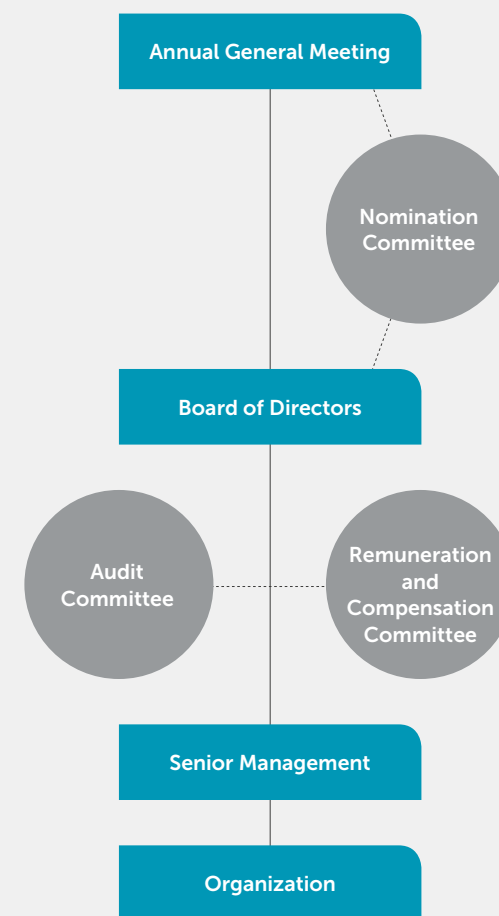 Annual General Meeting
Nomination
Committee
Board of Directors
Audit
Committee
Remuneration
and
Compensation
Committee
Senior Management
Organization